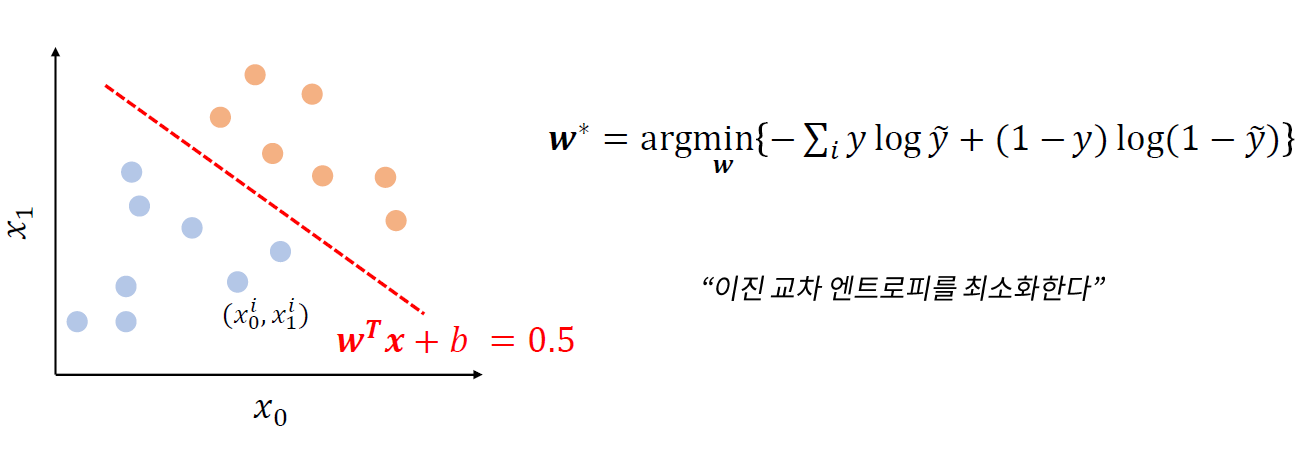 x₁
(x₀ⁱ, x₁ⁱ)
wᵀx + b = 0.5
x₀
w* = argmin{− ∑ᵢ y log ỹ + (1 − y) log(1 − ỹ)}
w
“이진 교차 엔트로피를 최소화한다”